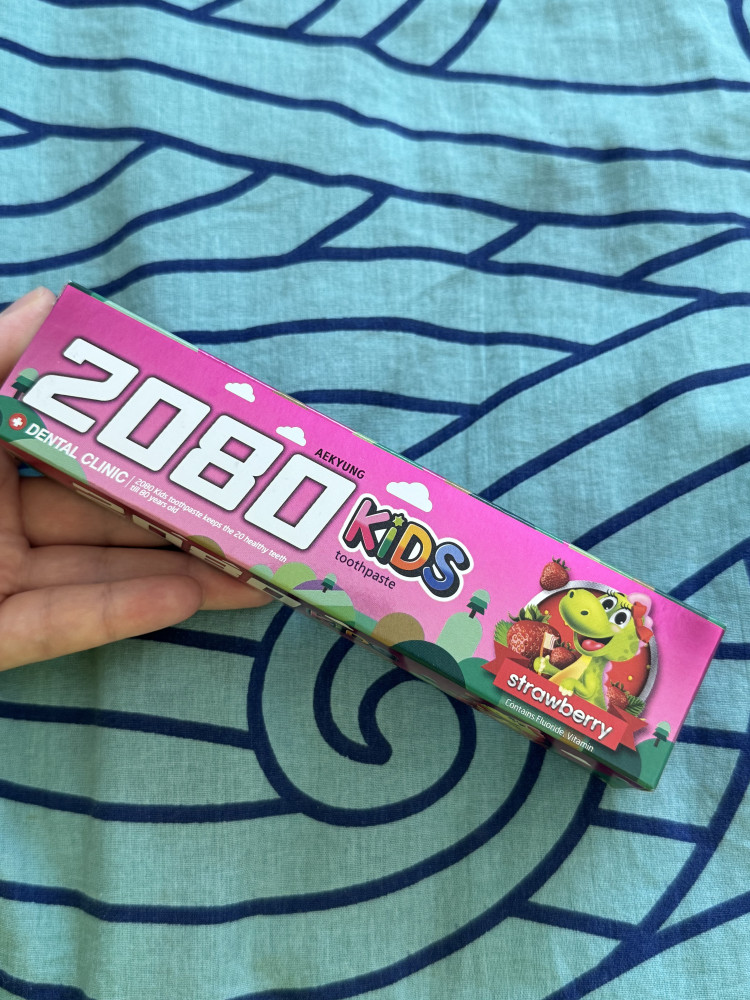 2080
AEKYUNG
KiDS
toothpaste
DENTAL CLINIC
2080 Kids toothpaste keeps the 20 healthy teeth
till 80 years old
strawberry
Contains Fluoride, Vitamin